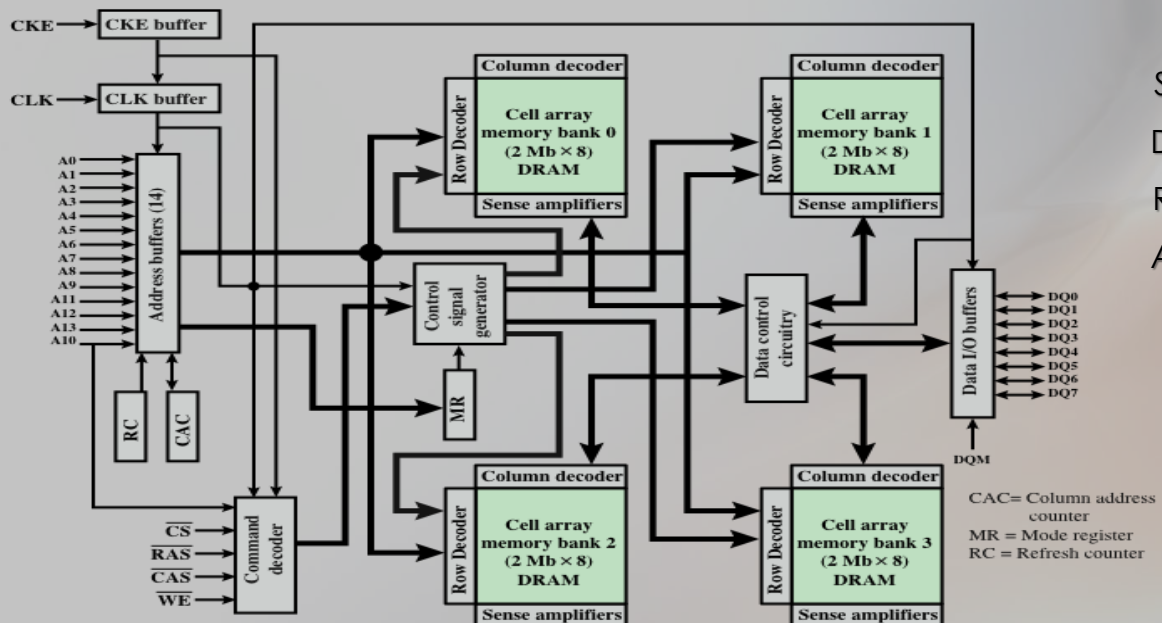 CKE
CKE buffer
CLK
CLK buffer
A0
A1
A2
A3
A4
A5
A6
A7
A8
A9
A11
A12
A13
A10
Address buffers (14)
RC
CAC
CS
RAS
CAS
WE
Command
decoder
Control
signal
generator
MR
Column decoder
Row Decoder
Cell array
memory bank 0
(2 Mb × 8)
DRAM
Sense amplifiers
Column decoder
Row Decoder
Cell array
memory bank 1
(2 Mb × 8)
DRAM
Sense amplifiers
Data control
circuitry
Data I/O buffers
DQ0
DQ1
DQ2
DQ3
DQ4
DQ5
DQ6
DQ7
DQM
Column decoder
Row Decoder
Cell array
memory bank 2
(2 Mb × 8)
DRAM
Sense amplifiers
Column decoder
Row Decoder
Cell array
memory bank 3
(2 Mb × 8)
DRAM
Sense amplifiers
CAC= Column address
counter
MR = Mode register
RC = Refresh counter
S
D
R
A